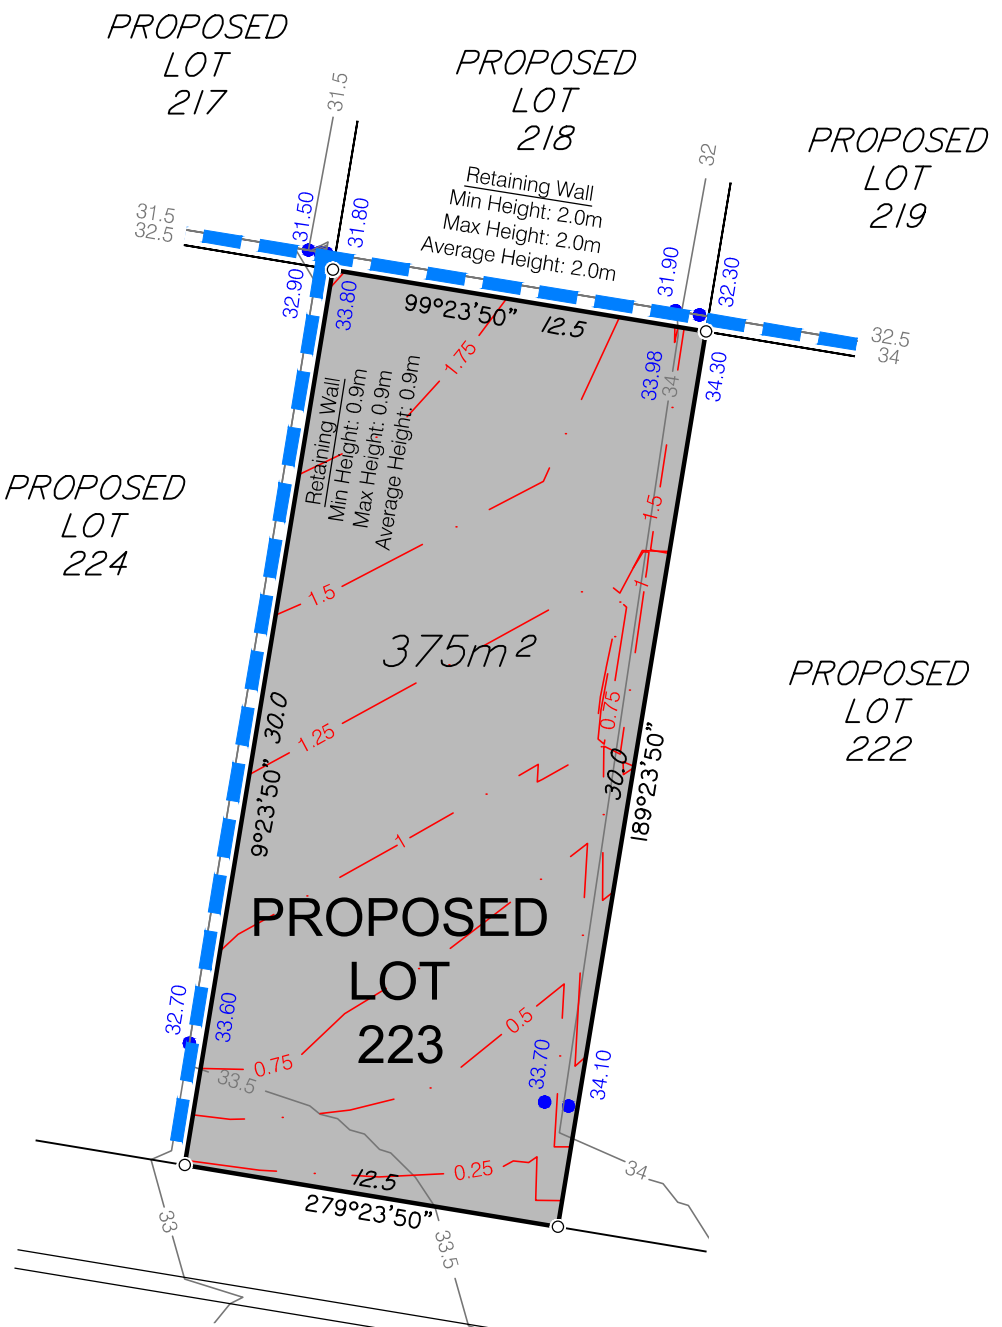 PROPOSED
LOT
217
PROPOSED
LOT
218
PROPOSED
LOT
219
31.5
32
31.5
32.5
31.50
31.80
Retaining Wall
Min Height: 2.0m
Max Height: 2.0m
Average Height: 2.0m
31.90
32.30
32.90
33.80
99°23'50"
12.5
33.98
34
34.30
32.5
34
1.75
Retaining Wall
Min Height: 0.9m
Max Height: 0.9m
Average Height: 0.9m
PROPOSED
LOT
224
1.5
1.5
1
375m²
0.75
PROPOSED
LOT
222
1.25
9°23'50"
30.0
30.0
189°23'50"
1
PROPOSED
LOT
223
32.70
33.60
0.75
0.5
33.5
33.70
34.10
0.25
34
12.5
279°23'50"
33
33.5